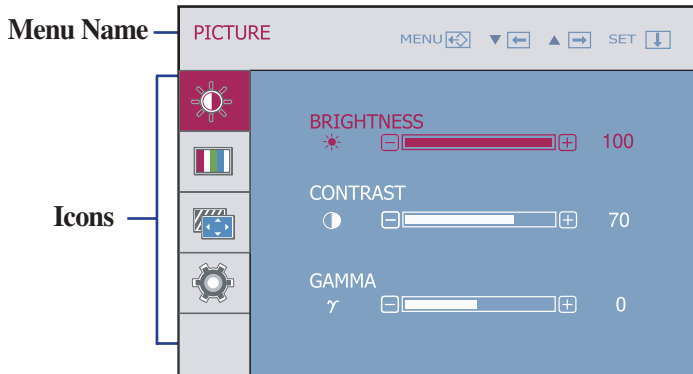 Menu Name
PICTURE MENU ▼ ▲ SET
BRIGHTNESS
100
CONTRAST
Icons
70
GAMMA
γ 0